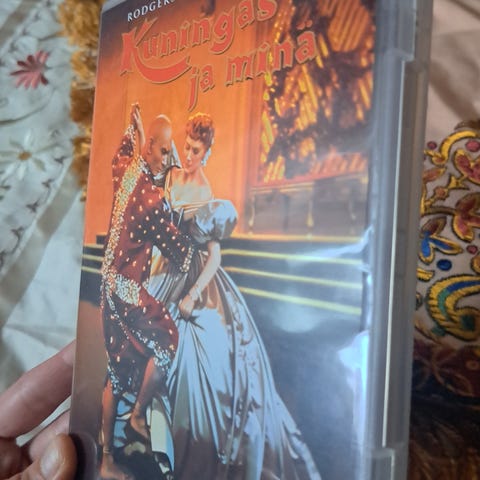 RODGERS
Kuningas
ja minä